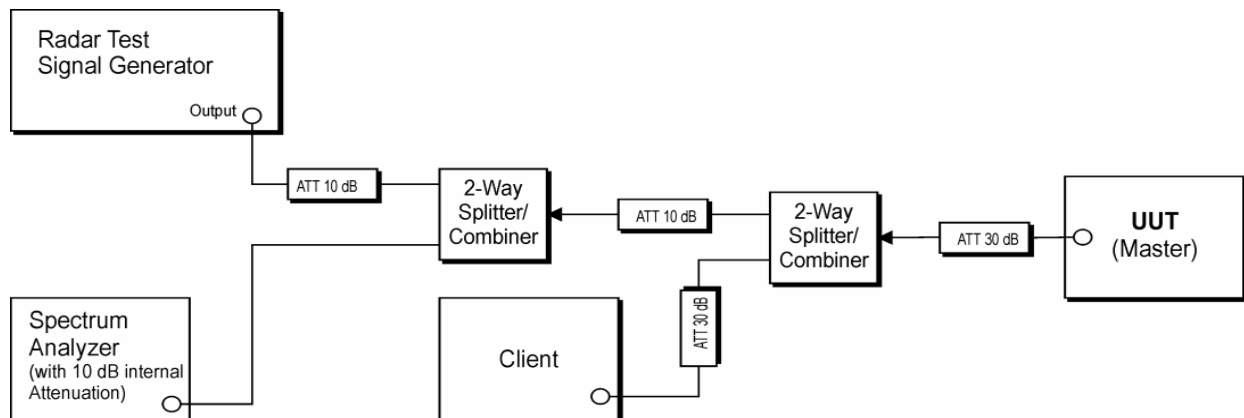 Radar Test
Signal Generator
Output
ATT 10 dB
2-Way
Splitter/
Combiner
ATT 10 dB
2-Way
Splitter/
Combiner
ATT 30 dB
UUT
(Master)
ATT 30 dB
Spectrum
Analyzer
(with 10 dB internal
Attenuation)
Client